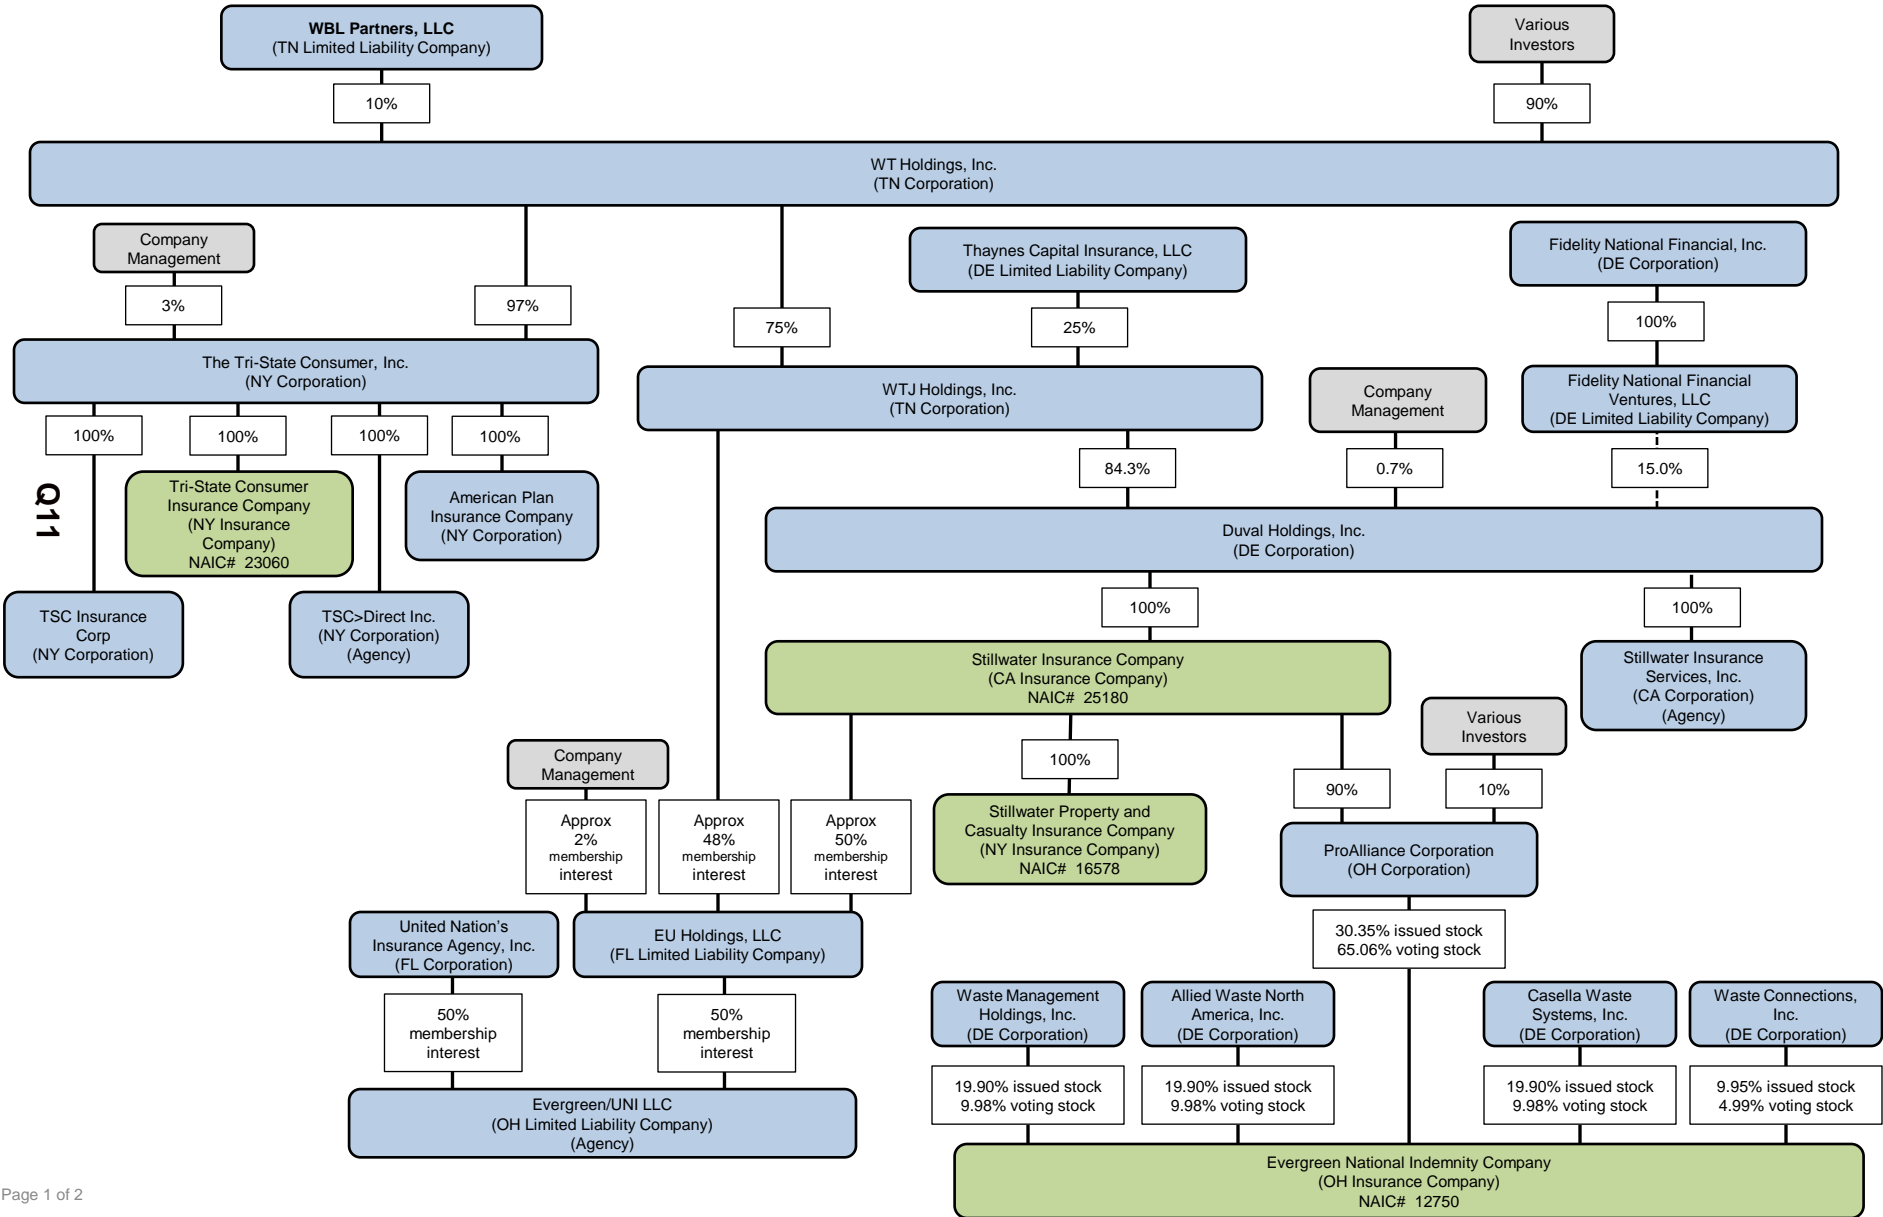 WBL Partners, LLC
(TN Limited Liability Company)
Various
Investors
10%
90%
WT Holdings, Inc.
(TN Corporation)
Company
Management
Thaynes Capital Insurance, LLC
(DE Limited Liability Company)
Fidelity National Financial, Inc.
(DE Corporation)
3%
97%
75%
25%
100%
The Tri-State Consumer, Inc.
(NY Corporation)
WTJ Holdings, Inc.
(TN Corporation)
Company
Management
Fidelity National Financial
Ventures, LLC
(DE Limited Liability Company)
100%
100%
100%
100%
84.3%
0.7%
15.0%
Q11
Tri-State Consumer
Insurance Company
(NY Insurance
Company)
NAIC# 23060
American Plan
Insurance Company
(NY Corporation)
Duval Holdings, Inc.
(DE Corporation)
TSC Insurance
Corp
(NY Corporation)
TSC>Direct Inc.
(NY Corporation)
(Agency)
100%
100%
Stillwater Insurance Company
(CA Insurance Company)
NAIC# 25180
Stillwater Insurance
Services, Inc.
(CA Corporation)
(Agency)
Company
Management
100%
Various
Investors
90%
10%
Approx
2%
membership
interest
Approx
48%
membership
interest
Approx
50%
membership
interest
Stillwater Property and
Casualty Insurance Company
(NY Insurance Company)
NAIC# 16578
ProAlliance Corporation
(OH Corporation)
United Nation's
Insurance Agency, Inc.
(FL Corporation)
EU Holdings, LLC
(FL Limited Liability Company)
30.35% issued stock
65.06% voting stock
50%
membership
interest
50%
membership
interest
Waste Management
Holdings, Inc.
(DE Corporation)
Allied Waste North
America, Inc.
(DE Corporation)
Casella Waste
Systems, Inc.
(DE Corporation)
Waste Connections,
Inc.
(DE Corporation)
19.90% issued stock
9.98% voting stock
19.90% issued stock
9.98% voting stock
19.90% issued stock
9.98% voting stock
9.95% issued stock
4.99% voting stock
Evergreen/UNI LLC
(OH Limited Liability Company)
(Agency)
Evergreen National Indemnity Company
(OH Insurance Company)
NAIC# 12750
Page 1 of 2